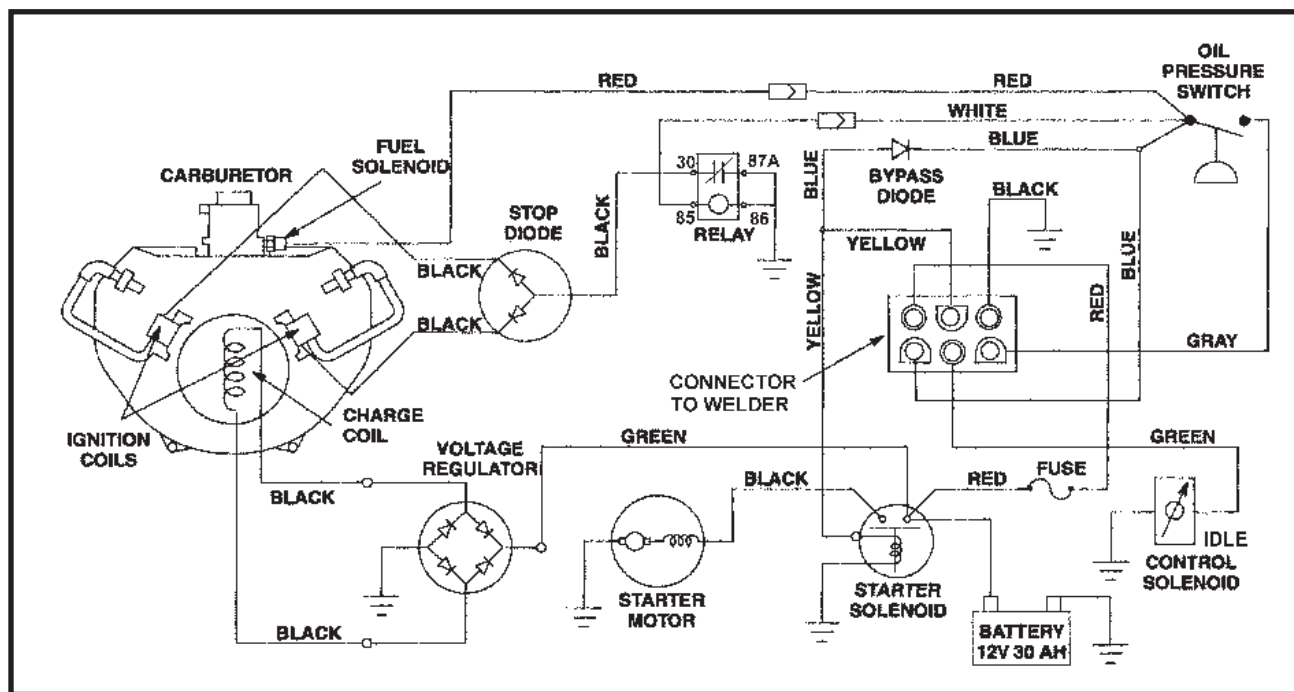 OIL
PRESSURE
SWITCH
RED
RED
WHITE
BLUE
FUEL
SOLENOID
CARBURETOR
30
87A
BLUE
BYPASS
DIODE
BLACK
STOP
DIODE
BLACK
85
86
RELAY
YELLOW
BLACK
BLUE
RED
YELLOW
BLACK
GRAY
CONNECTOR
TO WELDER
IGNITION
COILS
CHARGE
COIL
VOLTAGE
REGULATOR
GREEN
GREEN
BLACK
BLACK
RED
FUSE
IDLE
CONTROL
SOLENOID
STARTER
MOTOR
STARTER
SOLENOID
BLACK
BATTERY
12V 30 AH